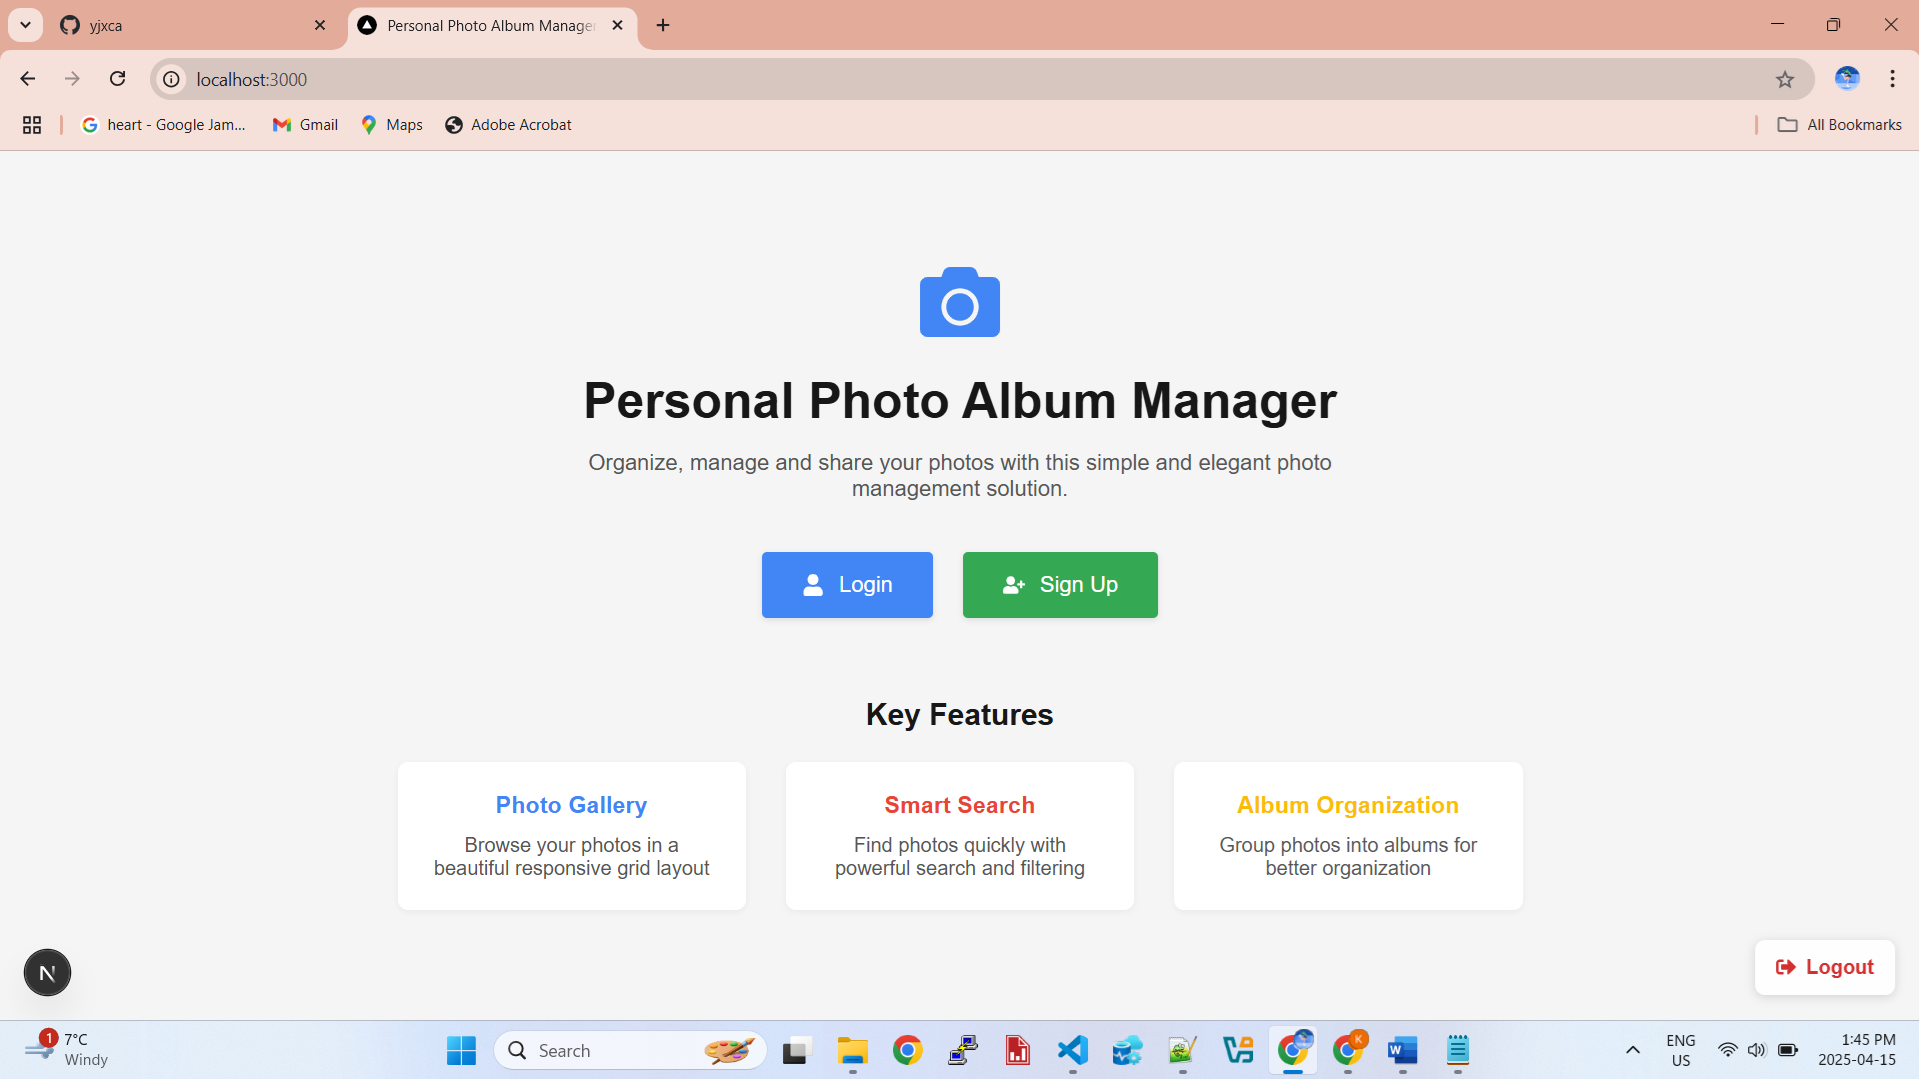 yjxca
Personal Photo Album Manager
localhost:3000
heart - Google Jam...
Gmail
Maps
Adobe Acrobat
All Bookmarks
Personal Photo Album Manager
Organize, manage and share your photos with this simple and elegant photo
management solution.
Login
Sign Up
Key Features
Photo Gallery
Browse your photos in a
beautiful responsive grid layout
Smart Search
Find photos quickly with
powerful search and filtering
Album Organization
Group photos into albums for
better organization
N
Logout
1
7°C
Windy
Search
K
W
ENG
US
1:45 PM
2025-04-15